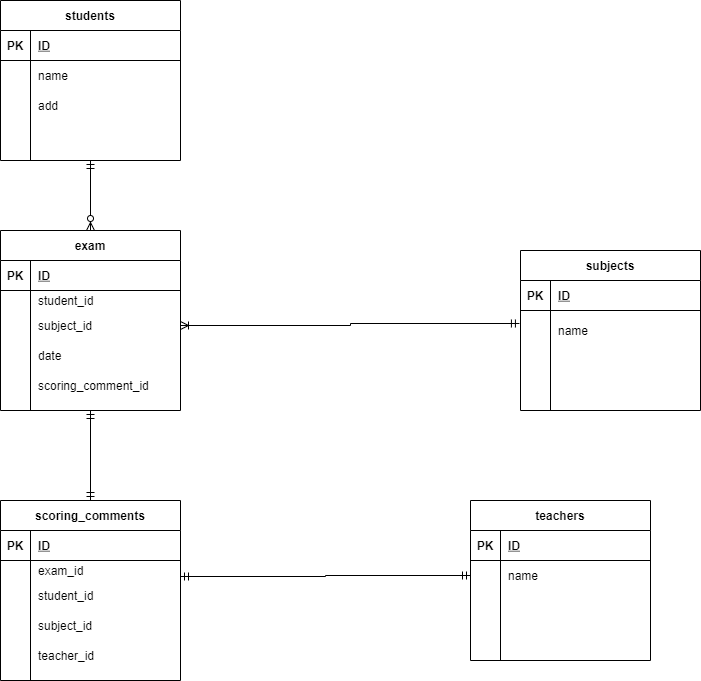 students
PK ID
name
add
exam
PK ID
student_id
subject_id
date
scoring_comment_id
subjects
PK ID
name
scoring_comments
PK ID
exam_id
student_id
subject_id
teacher_id
teachers
PK ID
name